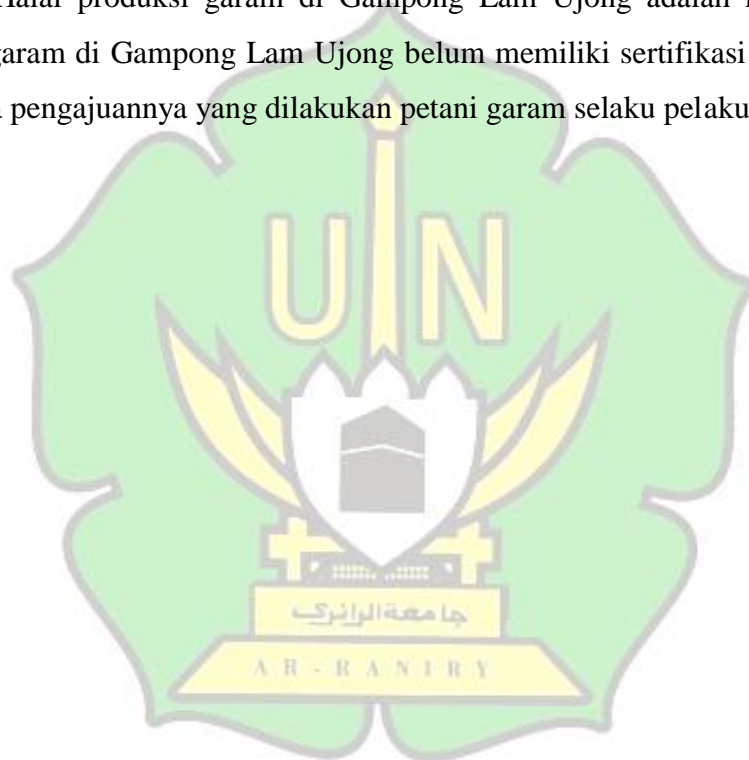 Halal produksi garam di Gampong Lam Ujong adalah
garam di Gampong Lam Ujong belum memiliki sertifikasi
pengajuannya yang dilakukan petani garam selaku pelaku
UIN
جامعة الرانري
AR-RANIRY